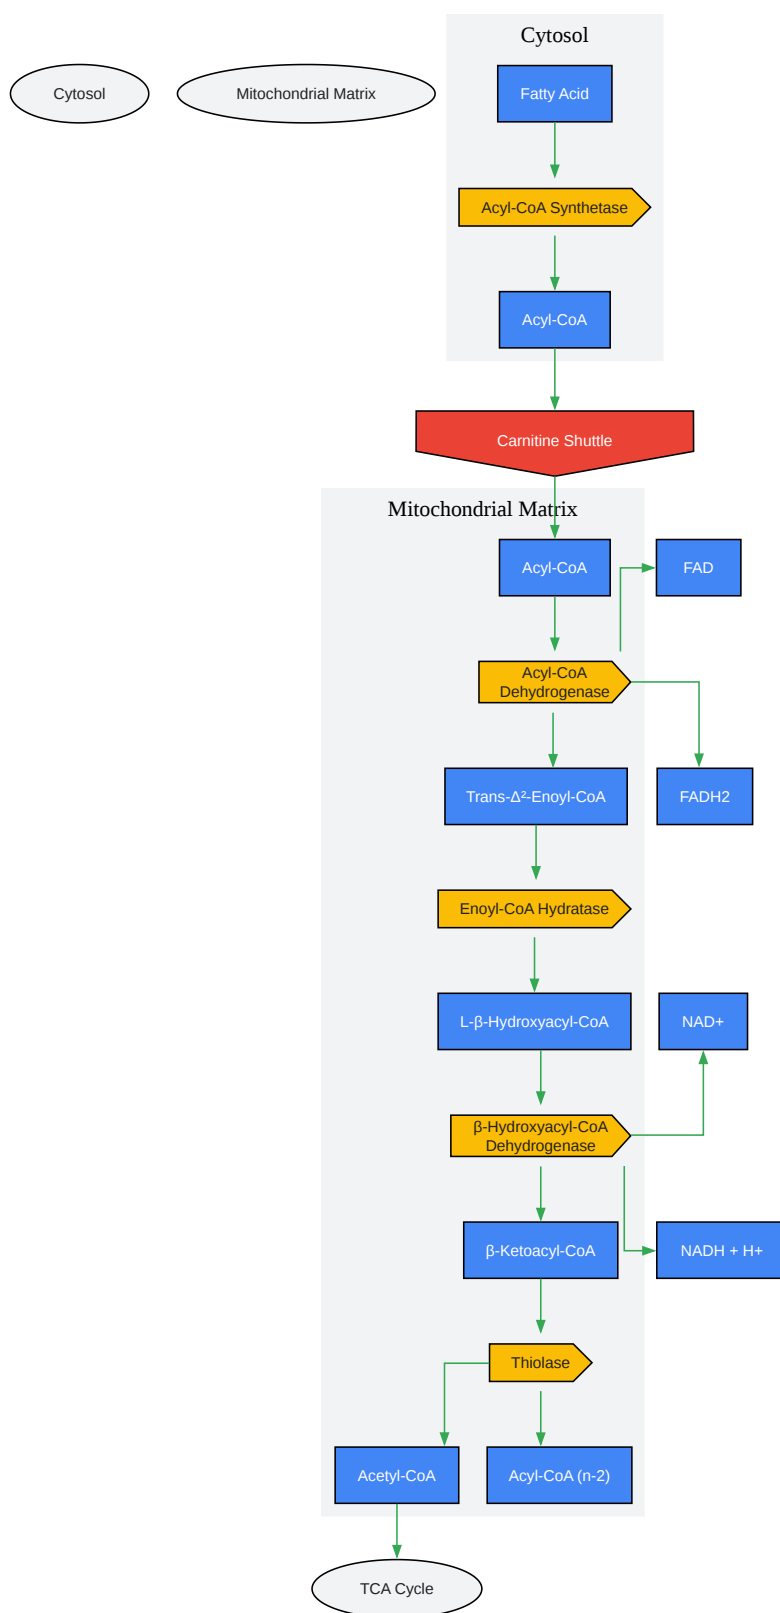 Cytosol
Cytosol
Mitochondrial Matrix
Fatty Acid
Acyl-CoA Synthetase
Acyl-CoA
Carnitine Shuttle
Mitochondrial Matrix
Acyl-CoA
FAD
Acyl-CoA
Dehydrogenase
Trans-Δ²-Enoyl-CoA
FADH2
Enoyl-CoA Hydratase
L-β-Hydroxyacyl-CoA
NAD+
β-Hydroxyacyl-CoA
Dehydrogenase
β-Ketoacyl-CoA
NADH + H+
Thiolase
Acetyl-CoA
Acyl-CoA (n-2)
TCA Cycle